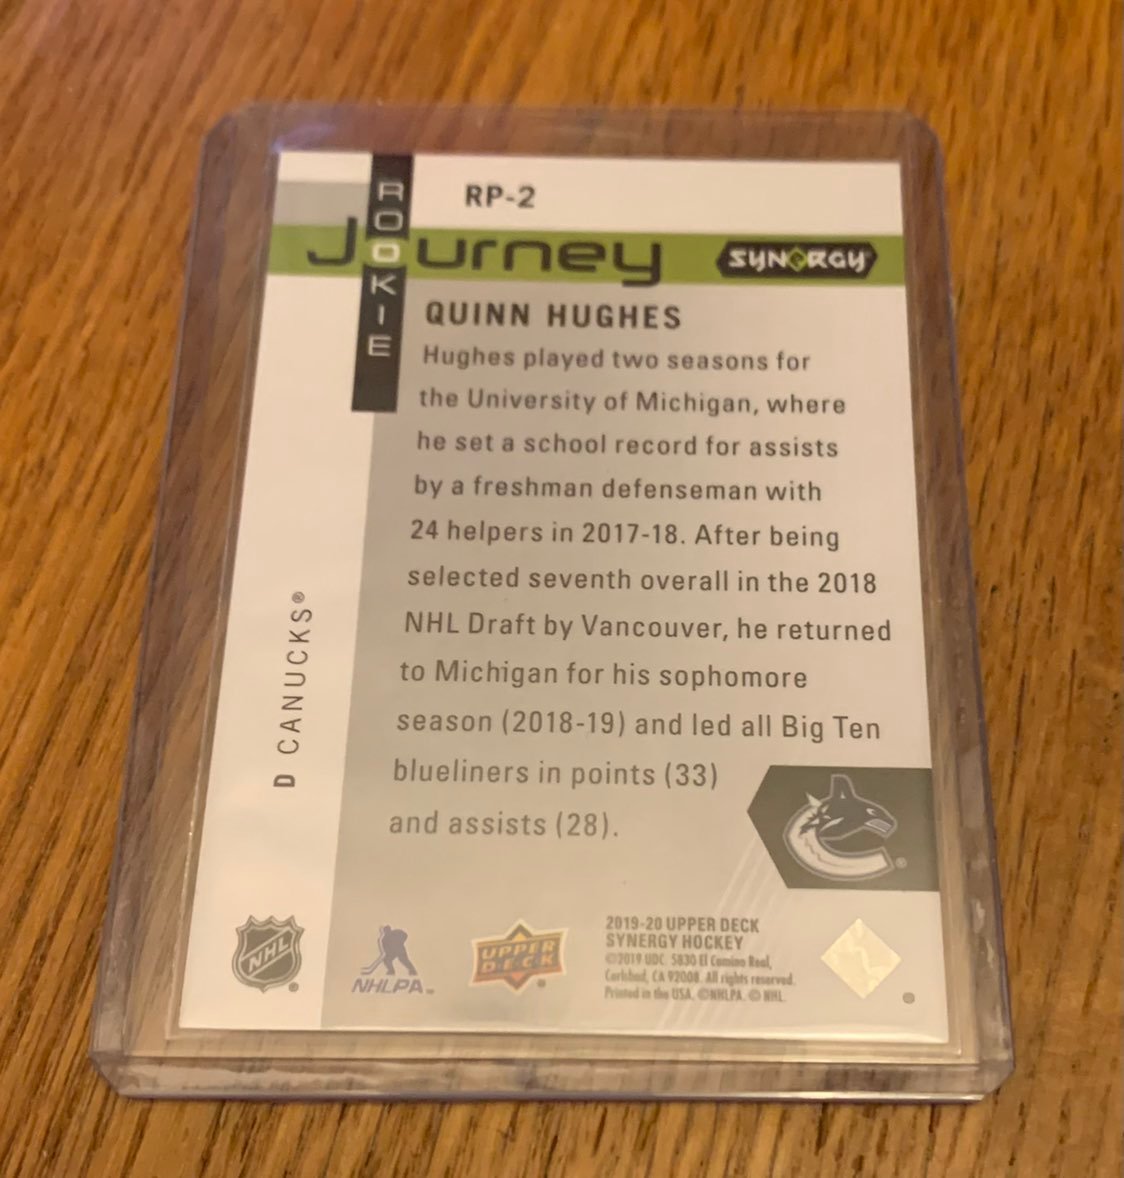 RP-2
ROOKIE
Journey
SYNERGY
QUINN HUGHES
Hughes played two seasons for
the University of Michigan, where
he set a school record for assists
by a freshman defenseman with
24 helpers in 2017-18. After being
selected seventh overall in the 2018
NHL Draft by Vancouver, he returned
to Michigan for his sophomore
season (2018-19) and led all Big Ten
blueliners in points (33)
and assists (28).
D CANUCKS®
NHL ®
NHLPA™
UPPER DECK ®
2019-20 UPPER DECK
SYNERGY HOCKEY
©2019 UDC. 5830 El Camino Real,
Carlsbad, CA 92008. All rights reserved.
Printed in the USA. ©NHLPA. © NHL.